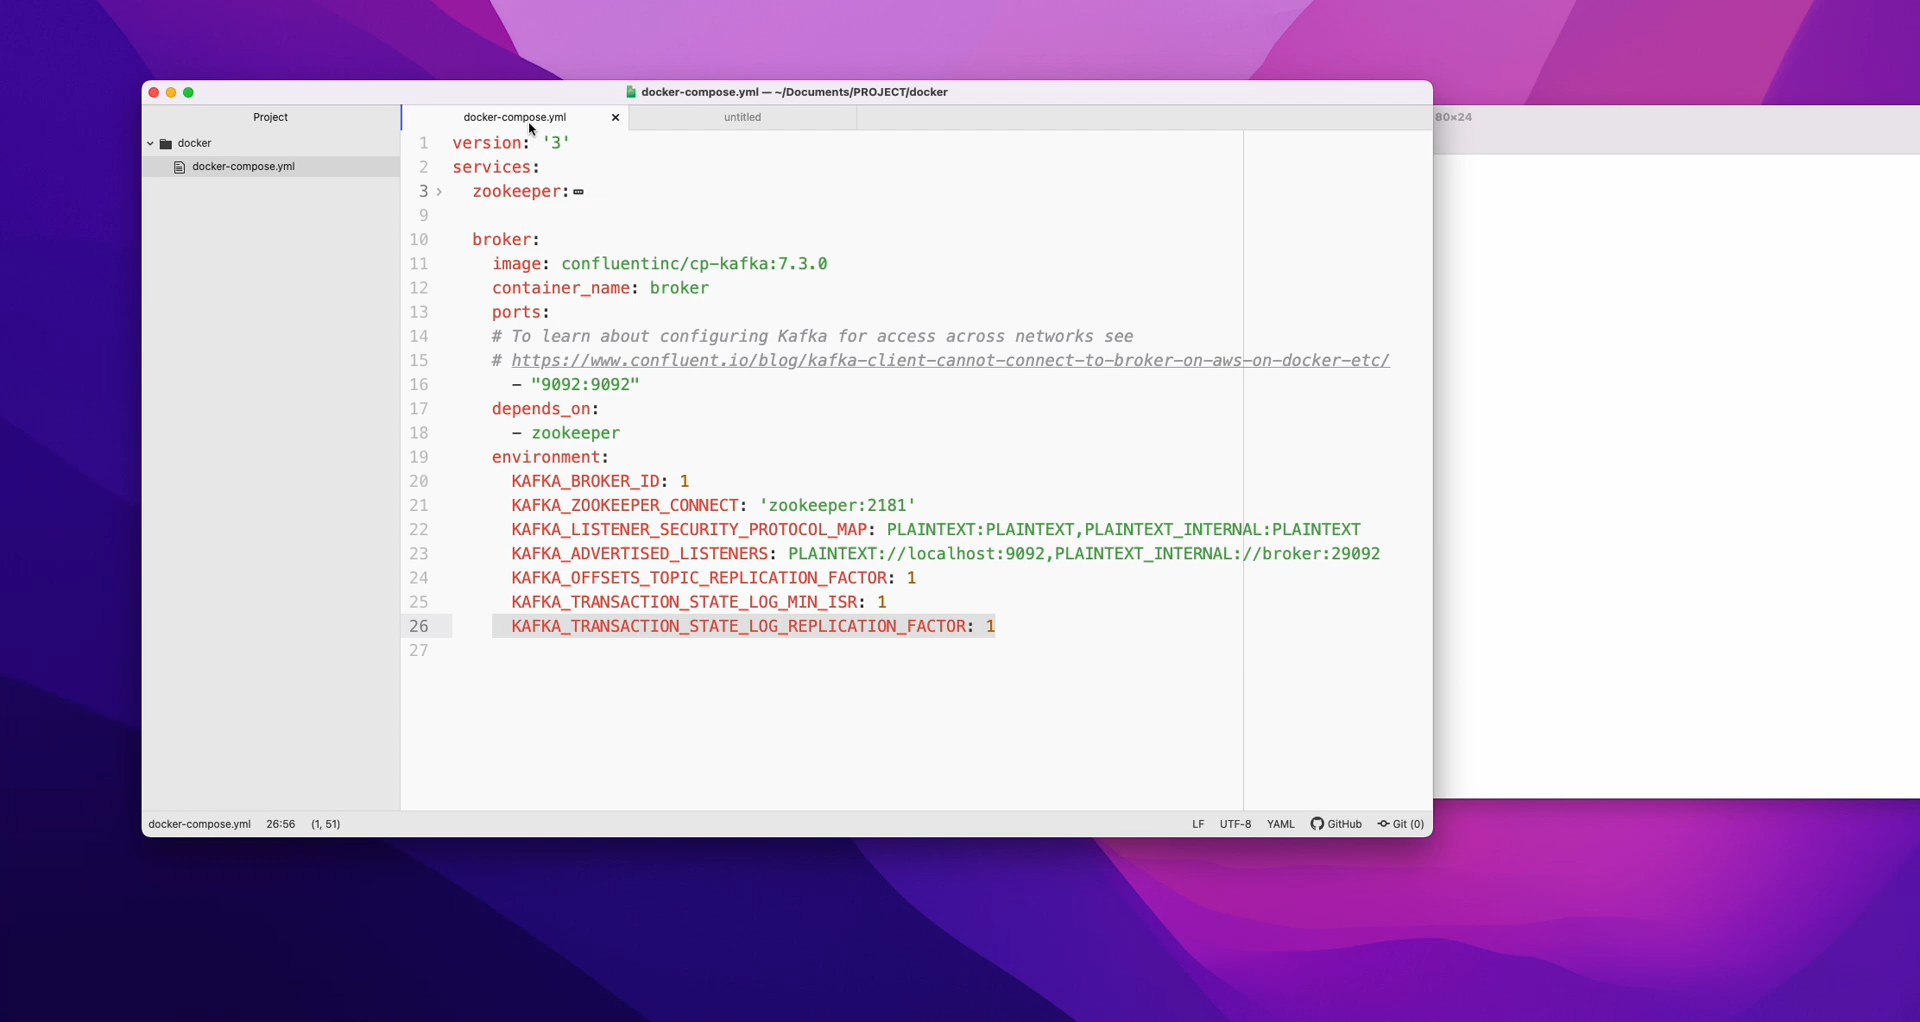 docker-compose.yml — ~/Documents/PROJECT/docker
80×24
Project
docker-compose.yml
untitled
docker
docker-compose.yml
1 version: '3'
2 services:
3 zookeeper:
9
10 broker:
11 image: confluentinc/cp-kafka:7.3.0
12 container_name: broker
13 ports:
14 # To learn about configuring Kafka for access across networks see
15 # https://www.confluent.io/blog/kafka-client-cannot-connect-to-broker-on-aws-on-docker-etc/
16 - "9092:9092"
17 depends_on:
18 - zookeeper
19 environment:
20 KAFKA_BROKER_ID: 1
21 KAFKA_ZOOKEEPER_CONNECT: 'zookeeper:2181'
22 KAFKA_LISTENER_SECURITY_PROTOCOL_MAP: PLAINTEXT:PLAINTEXT,PLAINTEXT_INTERNAL:PLAINTEXT
23 KAFKA_ADVERTISED_LISTENERS: PLAINTEXT://localhost:9092,PLAINTEXT_INTERNAL://broker:29092
24 KAFKA_OFFSETS_TOPIC_REPLICATION_FACTOR: 1
25 KAFKA_TRANSACTION_STATE_LOG_MIN_ISR: 1
26 KAFKA_TRANSACTION_STATE_LOG_REPLICATION_FACTOR: 1
27
docker-compose.yml 26:56 (1, 51) LF UTF-8 YAML GitHub Git (0)